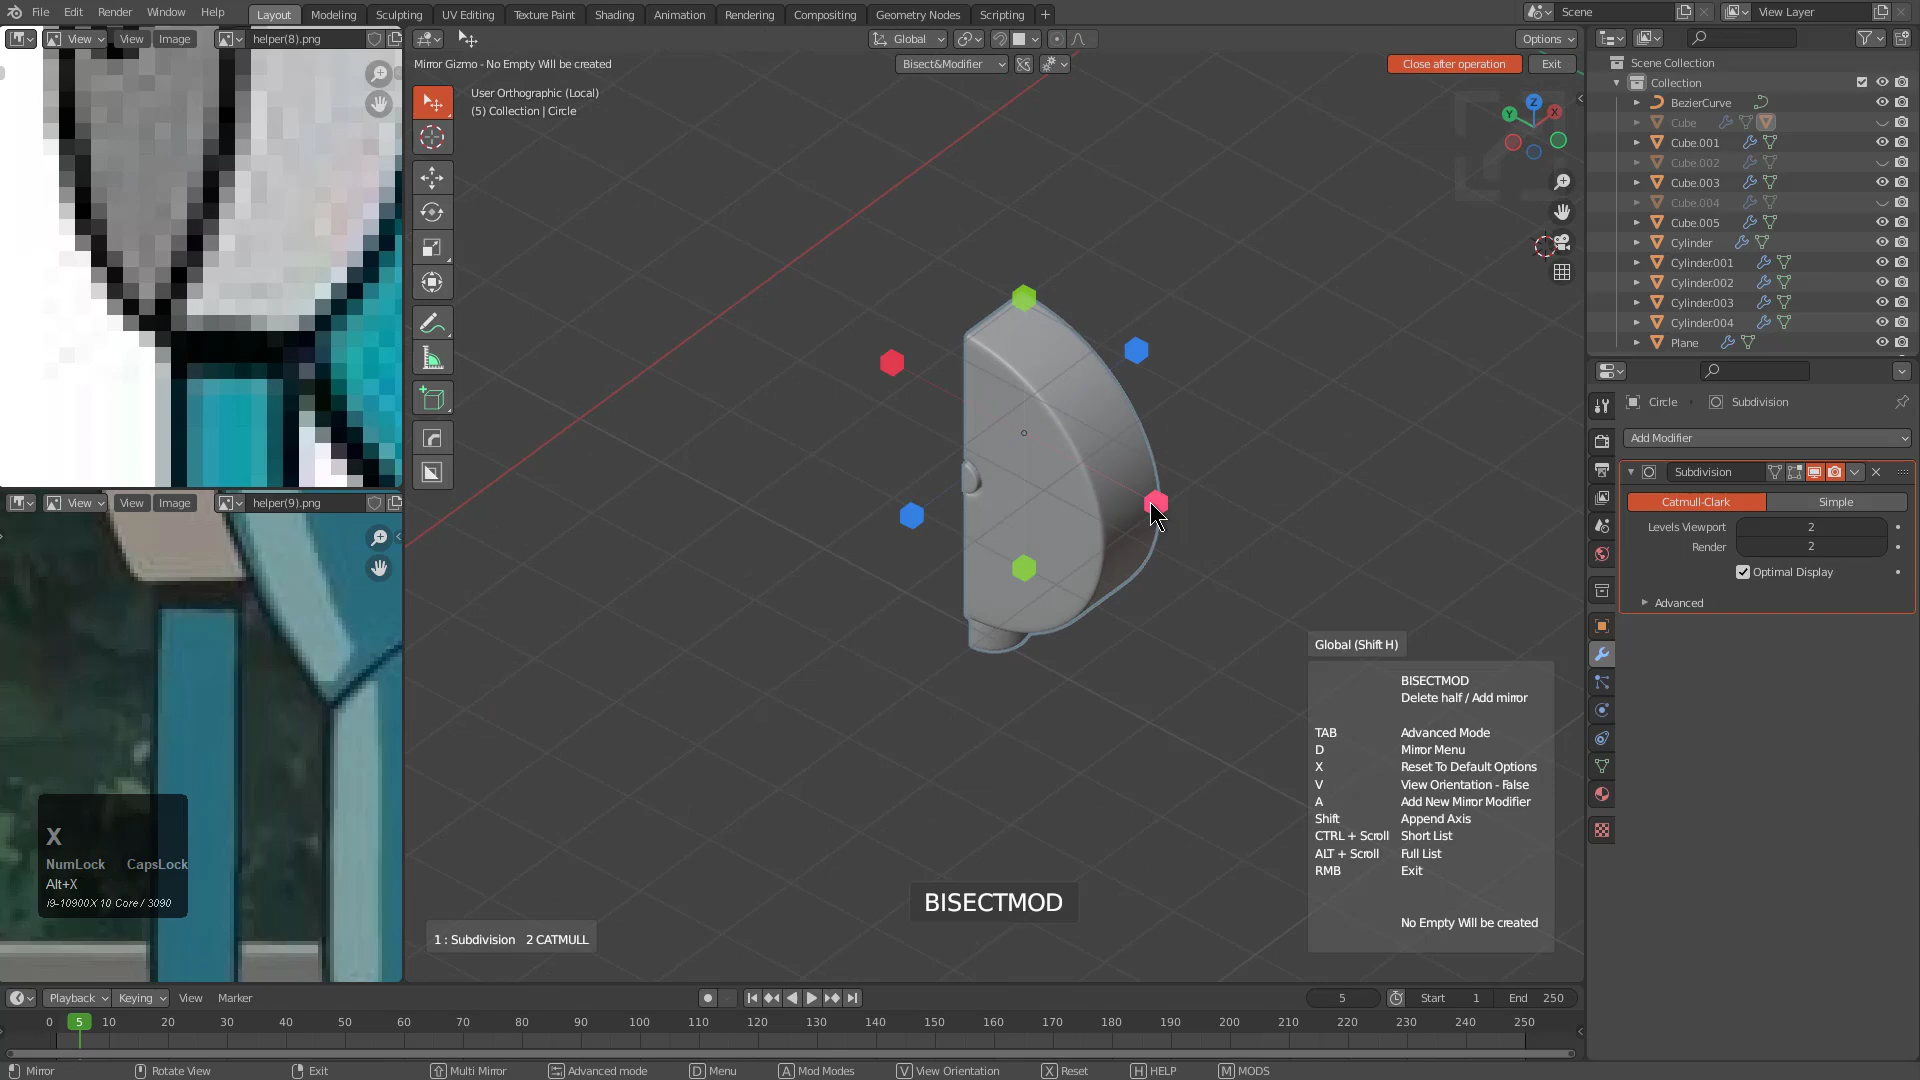 File Edit Render Window Help Layout Modeling Sculpting UV Editing Texture Paint Shading Animation Rendering Compositing Geometry Nodes Scripting + Scene View Layer
View View Image helper(8).png Global Options
Mirror Gizmo - No Empty Will be created Bisect&Modifier Close after operation Exit
User Orthographic (Local)
(5) Collection | Circle
Z
Y
X
Scene Collection
Collection
BezierCurve
Cube
Cube.001
Cube.002
Cube.003
Cube.004
Cube.005
Cylinder
Cylinder.001
Cylinder.002
Cylinder.003
Cylinder.004
Plane
Circle Subdivision
Add Modifier
Subdivision
Catmull-Clark Simple
Levels Viewport 2
Render 2
Optimal Display
Advanced
View View Image helper(9).png
X
NumLock CapsLock
Alt+X
i9-10900X 10 Core / 3090
Global (Shift H)
BISECTMOD
Delete half / Add mirror
TAB Advanced Mode
D Mirror Menu
X Reset To Default Options
V View Orientation - False
A Add New Mirror Modifier
Shift Append Axis
CTRL + Scroll Short List
ALT + Scroll Full List
RMB Exit
No Empty Will be created
BISECTMOD
1 : Subdivision 2 CATMULL
Playback Keying View Marker 5 Start 1 End 250
0 5 10 20 30 40 50 60 70 80 90 100 110 120 130 140 150 160 170 180 190 200 210 220 230 240 250
Mirror Rotate View Exit Multi Mirror Advanced mode D Menu A Mod Modes V View Orientation X Reset H HELP M MODS